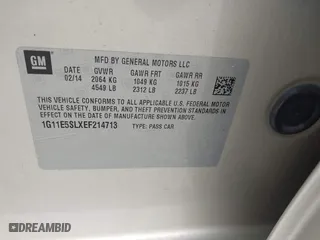 GM
MFD BY GENERAL MOTORS LLC
02/14
GVWR
2064 KG
4549 LB
GAWR FRT
1049 KG
2312 LB
GAWR RR
1015 KG
2237 LB
THIS VEHICLE CONFORMS TO ALL APPLICABLE U.S. FEDERAL MOTOR
VEHICLE SAFETY, BUMPER, AND THEFT PREVENTION STANDARDS
IN EFFECT ON THE DATE OF MANUFACTURE SHOWN ABOVE.
1G11E5SLXEF214713
TYPE: PASS CAR
DREAMBID